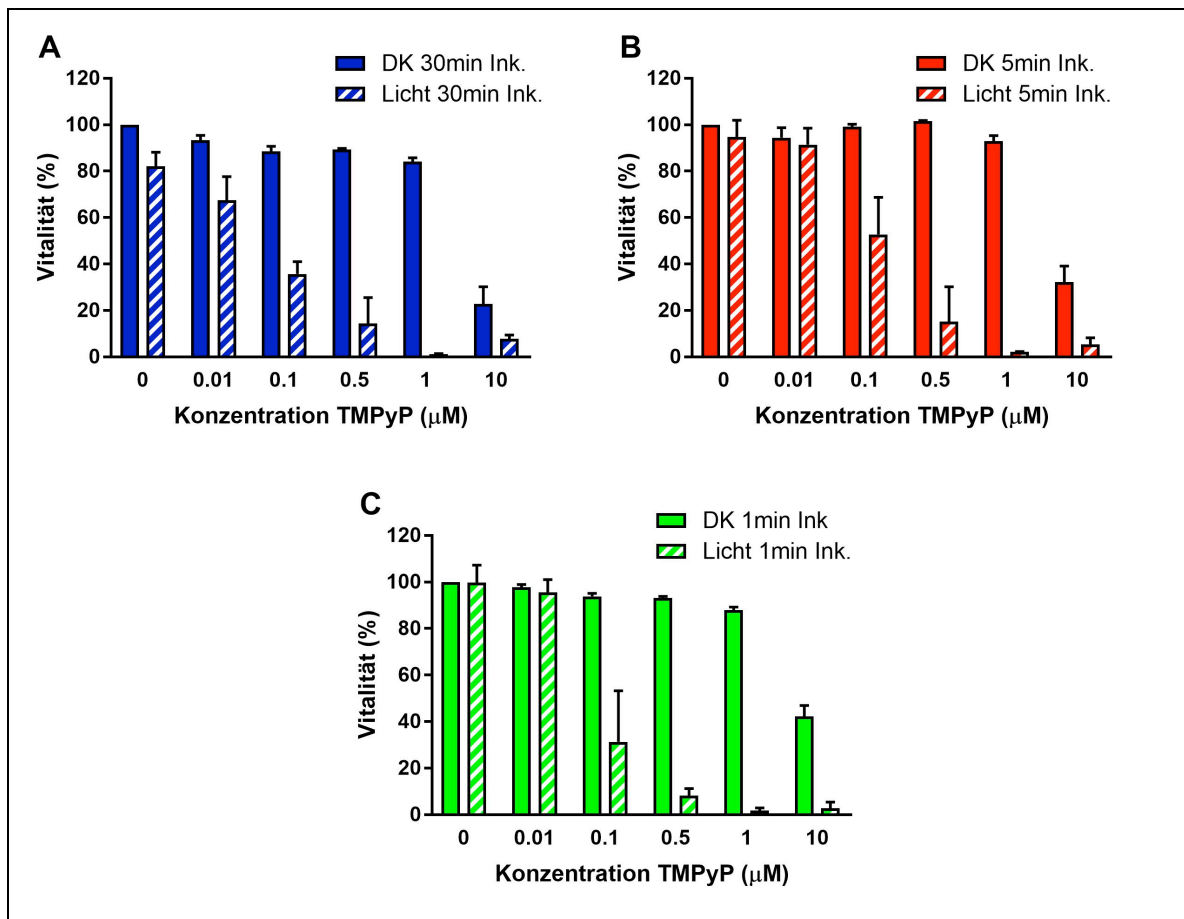 A
DK 30min Ink.
Licht 30min Ink.
Vitalität (%)
120
100
80
60
40
20
0
0 0.01 0.1 0.5 1 10
Konzentration TMPyP (μM)
B
DK 5min Ink.
Licht 5min Ink.
Vitalität (%)
120
100
80
60
40
20
0
0 0.01 0.1 0.5 1 10
Konzentration TMPyP (μM)
C
DK 1min Ink
Licht 1min Ink.
Vitalität (%)
120
100
80
60
40
20
0
0 0.01 0.1 0.5 1 10
Konzentration TMPyP (μM)